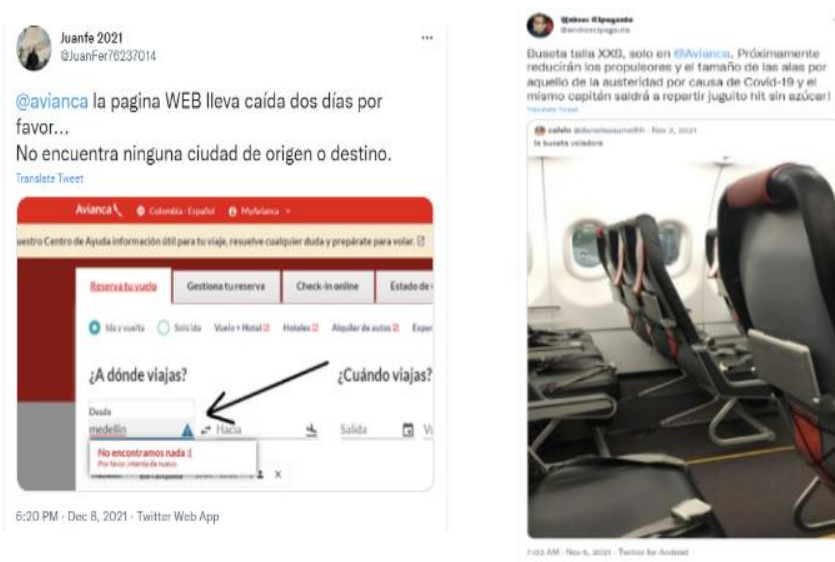 Juanfe 2021
@JuanFer76237014
@avianca la pagina WEB lleva caída dos días por
favor...
No encuentra ninguna ciudad de origen o destino.
Translate Tweet
Avianca Colombia - Español MyAvianca
uestro Centro de Ayuda información útil para tu viaje, resuelve cualquier duda y prepárate para volar.
Reserva tu vuelo Gestiona tu reserva Check-in online Estado de v
Ida y vuelta Solo ida Vuelo + Hotel Hoteles Alquiler de autos Exper
¿A dónde viajas? ¿Cuándo viajas?
Desde
medellin Hacia Salida
No encontramos nada :(
Por favor, intenta de nuevo
6:20 PM · Dec 8, 2021 · Twitter Web App
Buseta talla XXS, solo en @Avianca. Próximamente
reducirán los propulsores y el tamaño de las alas por
aquello de la austeridad por causa de Covid-19 y el
mismo capitán saldrá a repartir juguito hit sin azúcar!
Translate Tweet
la buseta voladora